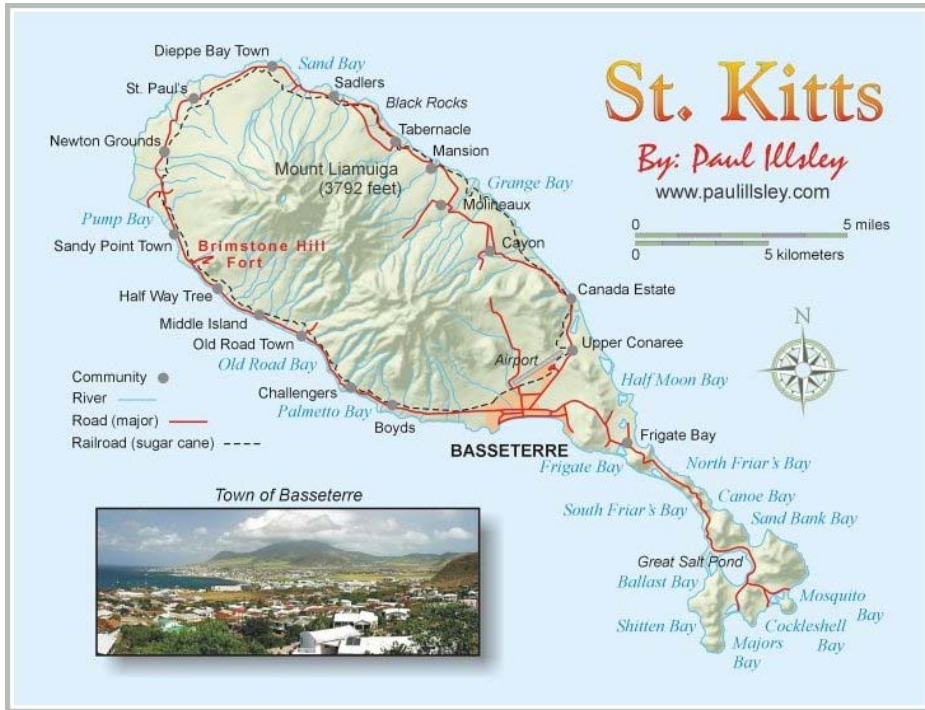 St. Kitts
By: Paul Illsley
www.paulillsley.com
0 5 miles
0 5 kilometers
N
Dieppe Bay Town
Sand Bay
St. Paul's
Sadlers
Black Rocks
Newton Grounds
Tabernacle
Mansion
Mount Liamuiga
(3792 feet)
Grange Bay
Molineaux
Pump Bay
Sandy Point Town
Brimstone Hill
Fort
Cayon
Half Way Tree
Canada Estate
Middle Island
Old Road Town
Upper Conaree
Airport
Old Road Bay
Half Moon Bay
Challengers
Palmetto Bay
Boyds
BASSETERRE
Frigate Bay
Frigate Bay
North Friar's Bay
South Friar's Bay
Canoe Bay
Sand Bank Bay
Great Salt Pond
Ballast Bay
Mosquito
Bay
Shitten Bay
Cockleshell
Bay
Majors
Bay
Community
River
Road (major)
Railroad (sugar cane)
Town of Basseterre